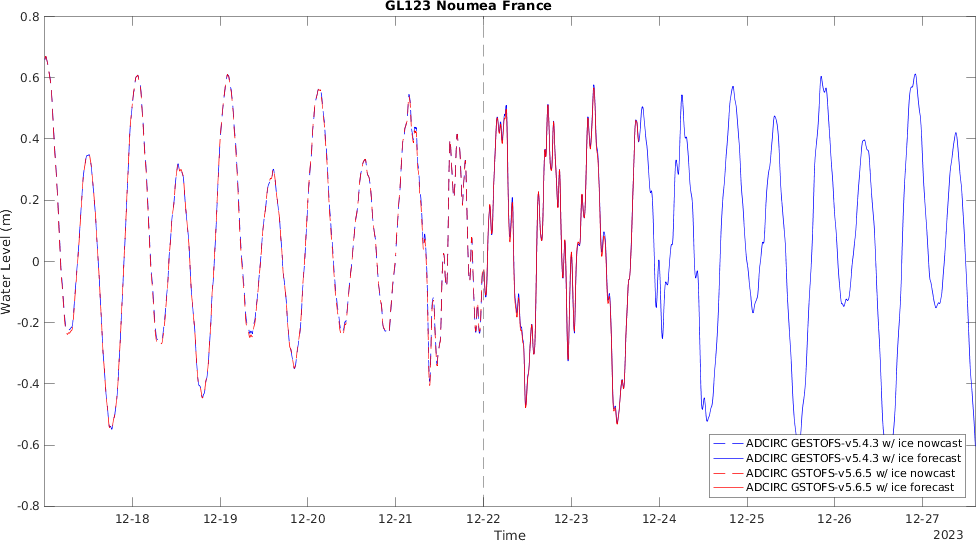 GL123 Noumea France
Water Level (m)
0.8
0.6
0.4
0.2
0
-0.2
-0.4
-0.6
-0.8
ADCIRC GESTOFS-v5.4.3 w/ ice nowcast
ADCIRC GESTOFS-v5.4.3 w/ ice forecast
ADCIRC GSTOFS-v5.6.5 w/ ice nowcast
ADCIRC GSTOFS-v5.6.5 w/ ice forecast
12-18 12-19 12-20 12-21 12-22 12-23 12-24 12-25 12-26 12-27
Time
2023